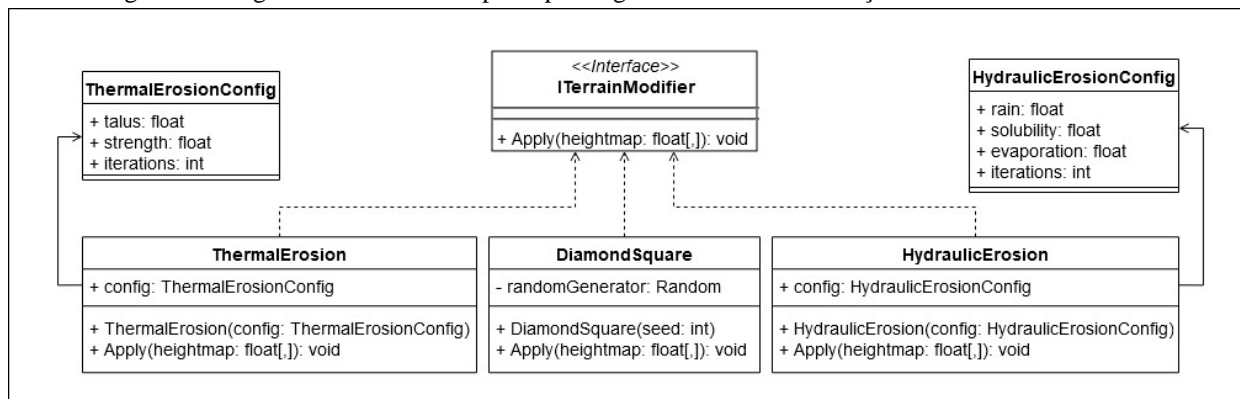 ThermalErosionConfig
+ talus: float
+ strength: float
+ iterations: int
<<Interface>>
ITerrainModifier
+ Apply(heightmap: float[,]): void
HydraulicErosionConfig
+ rain: float
+ solubility: float
+ evaporation: float
+ iterations: int
ThermalErosion
+ config: ThermalErosionConfig
+ ThermalErosion(config: ThermalErosionConfig)
+ Apply(heightmap: float[,]): void
DiamondSquare
- randomGenerator: Random
+ DiamondSquare(seed: int)
+ Apply(heightmap: float[,]): void
HydraulicErosion
+ config: HydraulicErosionConfig
+ HydraulicErosion(config: HydraulicErosionConfig)
+ Apply(heightmap: float[,]): void